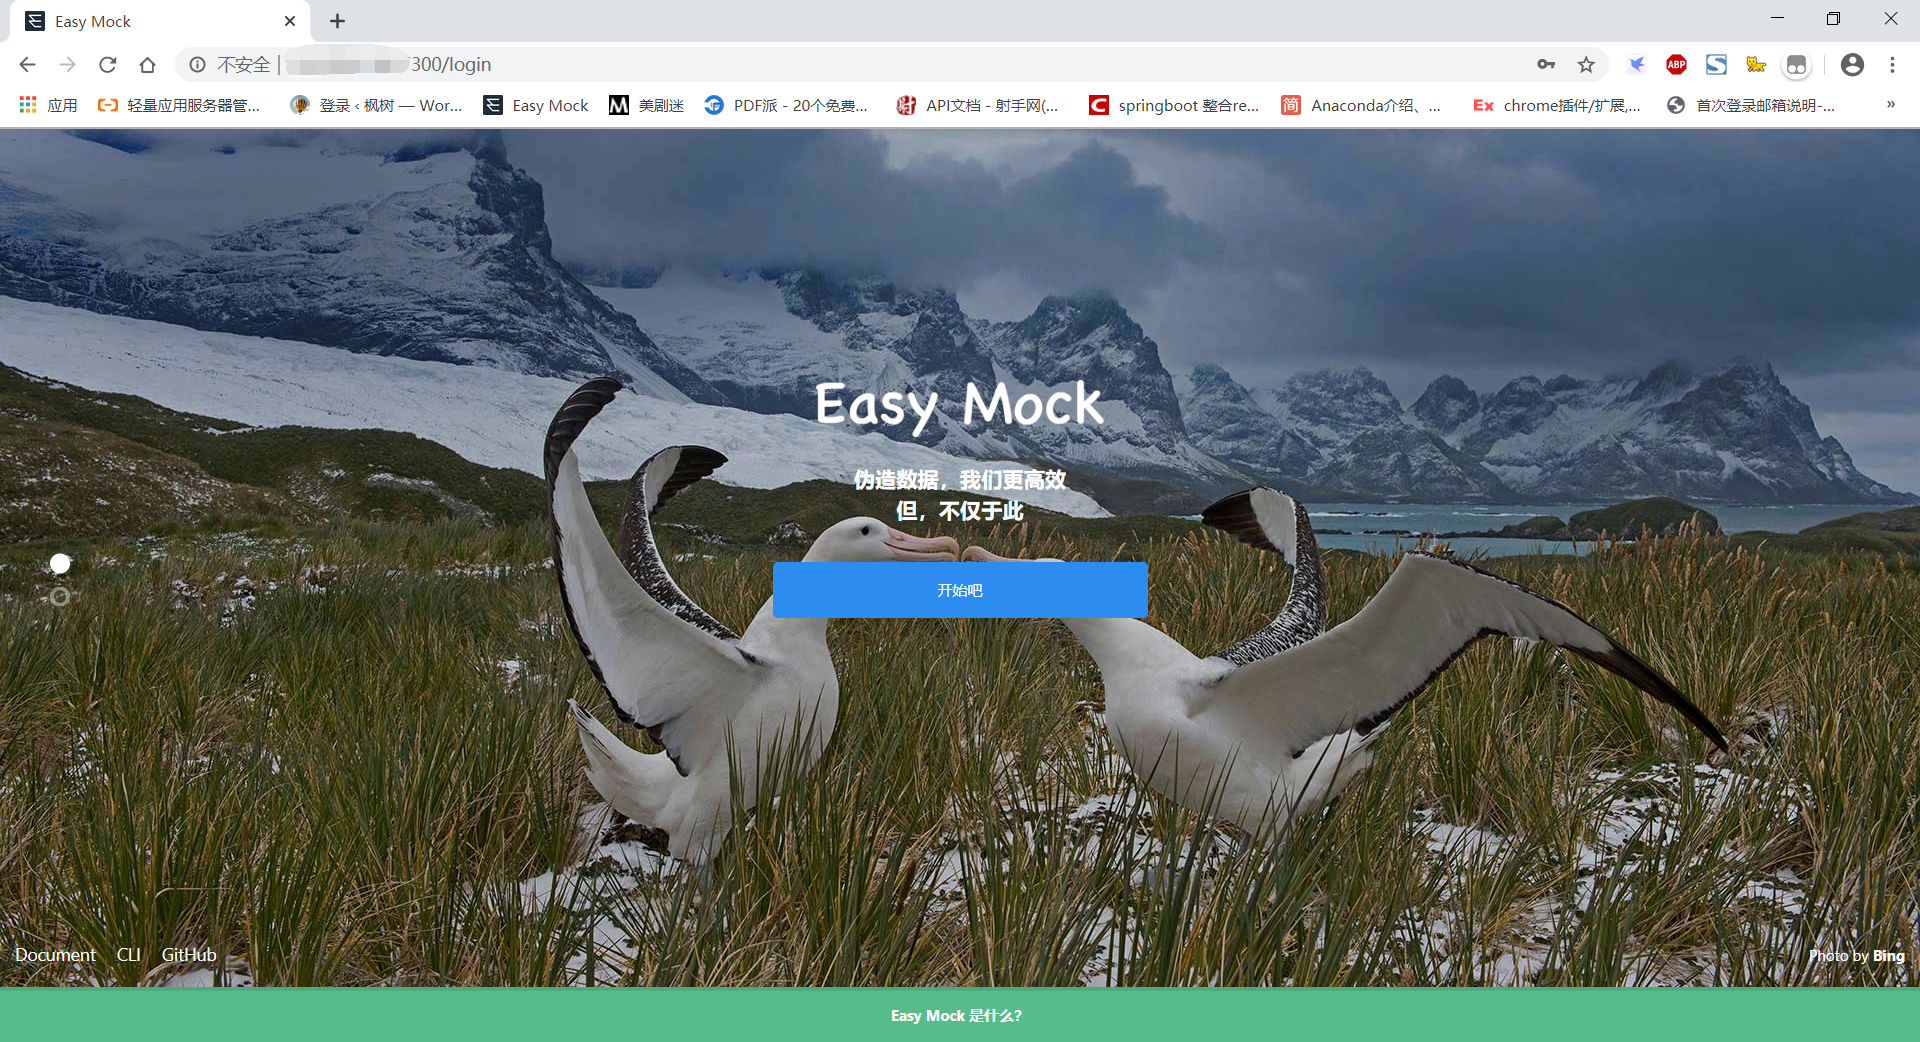 Easy Mock
不安全 | 300/login
应用
轻量应用服务器管...
登录 ‹ 枫树 — Wor...
Easy Mock
美剧迷
PDF派 - 20个免费...
API文档 - 射手网(...
springboot 整合re...
Anaconda介绍、...
chrome插件/扩展,...
首次登录邮箱说明-...
»
ABP
Easy Mock
伪造数据，我们更高效
但，不仅于此
开始吧
Document CLI GitHub
Photo by Bing
Easy Mock 是什么?